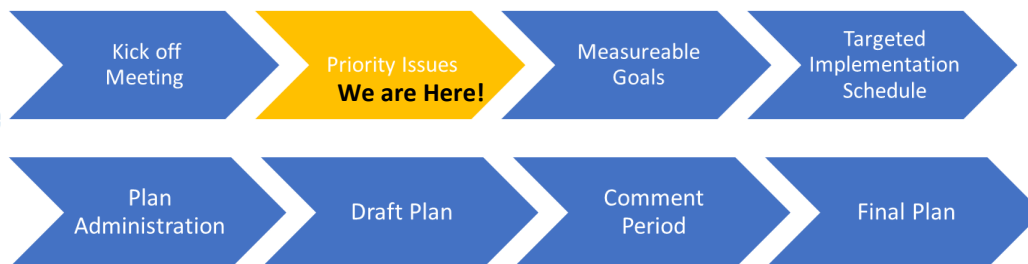 Kick off
Meeting
Priority Issues
We are Here!
Measureable
Goals
Targeted
Implementation
Schedule
Plan
Administration
Draft Plan
Comment
Period
Final Plan